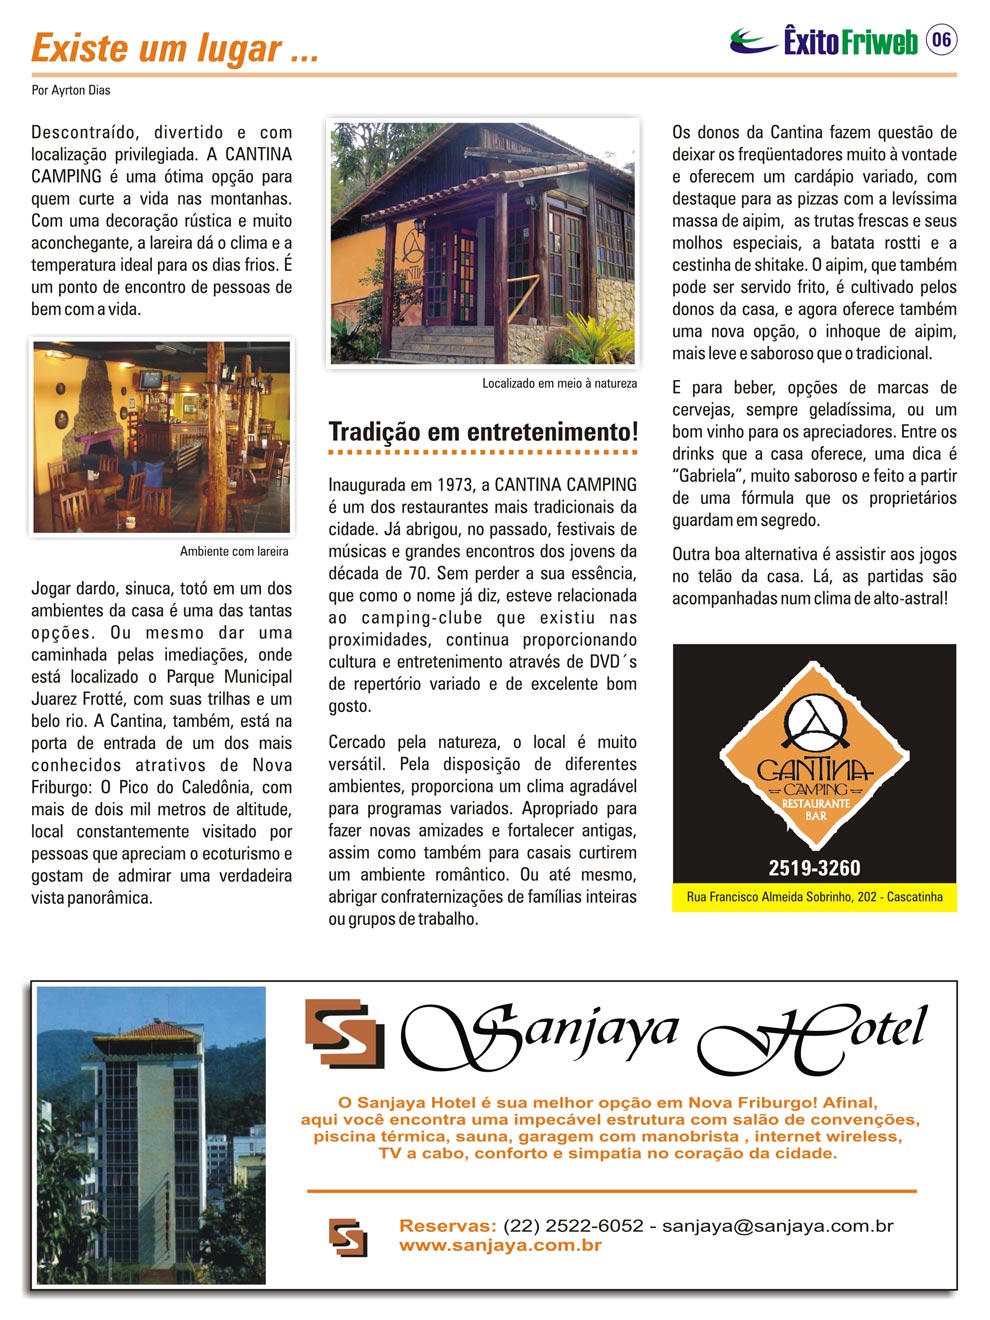 Existe um lugar ...
ÊxitoFriweb 06
Por Ayrton Dias
Descontraído, divertido e com
localização privilegiada. A CANTINA
CAMPING é uma ótima opção para
quem curte a vida nas montanhas.
Com uma decoração rústica e muito
aconchegante, a lareira dá o clima e a
temperatura ideal para os dias frios. É
um ponto de encontro de pessoas de
bem com a vida.
Ambiente com lareira
Jogar dardo, sinuca, totó em um dos
ambientes da casa é uma das tantas
opções. Ou mesmo dar uma
caminhada pelas imediações, onde
está localizado o Parque Municipal
Juarez Frotté, com suas trilhas e um
belo rio. A Cantina, também, está na
porta de entrada de um dos mais
conhecidos atrativos de Nova
Friburgo: O Pico do Caledônia, com
mais de dois mil metros de altitude,
local constantemente visitado por
pessoas que apreciam o ecoturismo e
gostam de admirar uma verdadeira
vista panorâmica.
CANTINA
Localizado em meio à natureza
Tradição em entretenimento!
Inaugurada em 1973, a CANTINA CAMPING
é um dos restaurantes mais tradicionais da
cidade. Já abrigou, no passado, festivais de
músicas e grandes encontros dos jovens da
década de 70. Sem perder a sua essência,
que como o nome já diz, esteve relacionada
ao camping-clube que existiu nas
proximidades, continua proporcionando
cultura e entretenimento através de DVD´s
de repertório variado e de excelente bom
gosto.
Cercado pela natureza, o local é muito
versátil. Pela disposição de diferentes
ambientes, proporciona um clima agradável
para programas variados. Apropriado para
fazer novas amizades e fortalecer antigas,
assim como também para casais curtirem
um ambiente romântico. Ou até mesmo,
abrigar confraternizações de famílias inteiras
ou grupos de trabalho.
Os donos da Cantina fazem questão de
deixar os freqüentadores muito à vontade
e oferecem um cardápio variado, com
destaque para as pizzas com a levíssima
massa de aipim, as trutas frescas e seus
molhos especiais, a batata rostti e a
cestinha de shitake. O aipim, que também
pode ser servido frito, é cultivado pelos
donos da casa, e agora oferece também
uma nova opção, o inhoque de aipim,
mais leve e saboroso que o tradicional.
E para beber, opções de marcas de
cervejas, sempre geladíssima, ou um
bom vinho para os apreciadores. Entre os
drinks que a casa oferece, uma dica é
“Gabriela”, muito saboroso e feito a partir
de uma fórmula que os proprietários
guardam em segredo.
Outra boa alternativa é assistir aos jogos
no telão da casa. Lá, as partidas são
acompanhadas num clima de alto-astral!
CANTINA
CAMPING
RESTAURANTE
BAR
2519-3260
Rua Francisco Almeida Sobrinho, 202 - Cascatinha
Sanjaya Hotel
O Sanjaya Hotel é sua melhor opção em Nova Friburgo! Afinal,
aqui você encontra uma impecável estrutura com salão de convenções,
piscina térmica, sauna, garagem com manobrista , internet wireless,
TV a cabo, conforto e simpatia no coração da cidade.
Reservas: (22) 2522-6052 - sanjaya@sanjaya.com.br
www.sanjaya.com.br